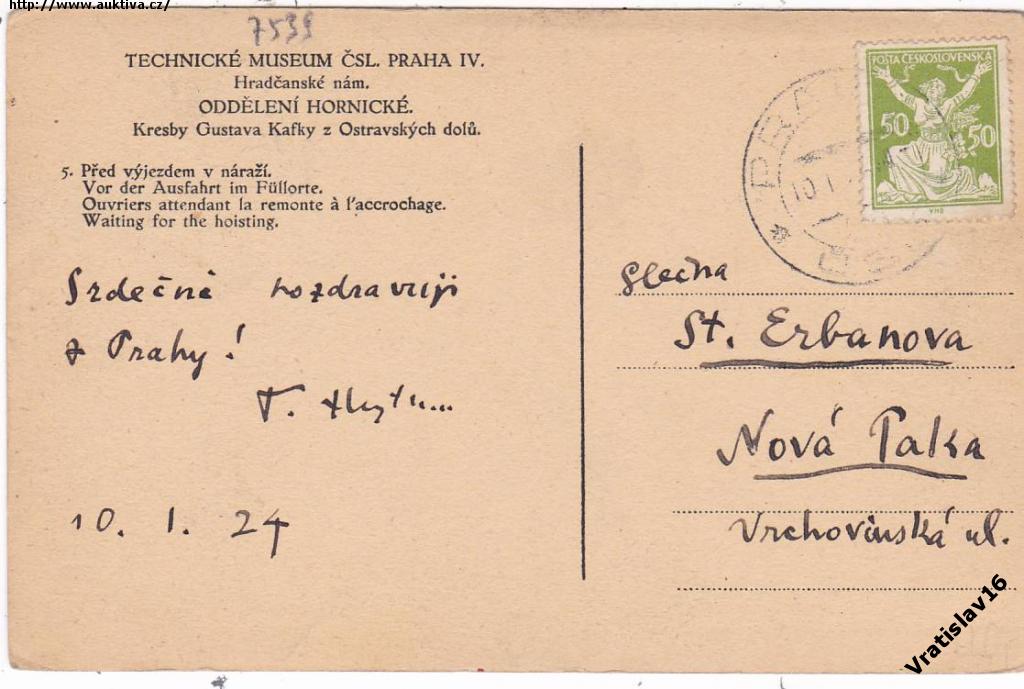 http://www.auktiva.cz/
7539
TECHNICKÉ MUSEUM ČSL. PRAHA IV.
Hradčanské nám.
ODDĚLENÍ HORNICKÉ.
Kresby Gustava Kafky z Ostravských dolů.
5. Před výjezdem v náraží.
Vor der Ausfahrt im Füllorte.
Ouvriers attendant la remonte à l'accrochage.
Waiting for the hoisting.
Srdečně pozdravuji
z Prahy!
10. 1. 24
POŠTA ČESKOSLOVENSKÁ
50 50
slečna
St. Erbanova
Nová Paka
Vrchovinská ul.
Vratislav16